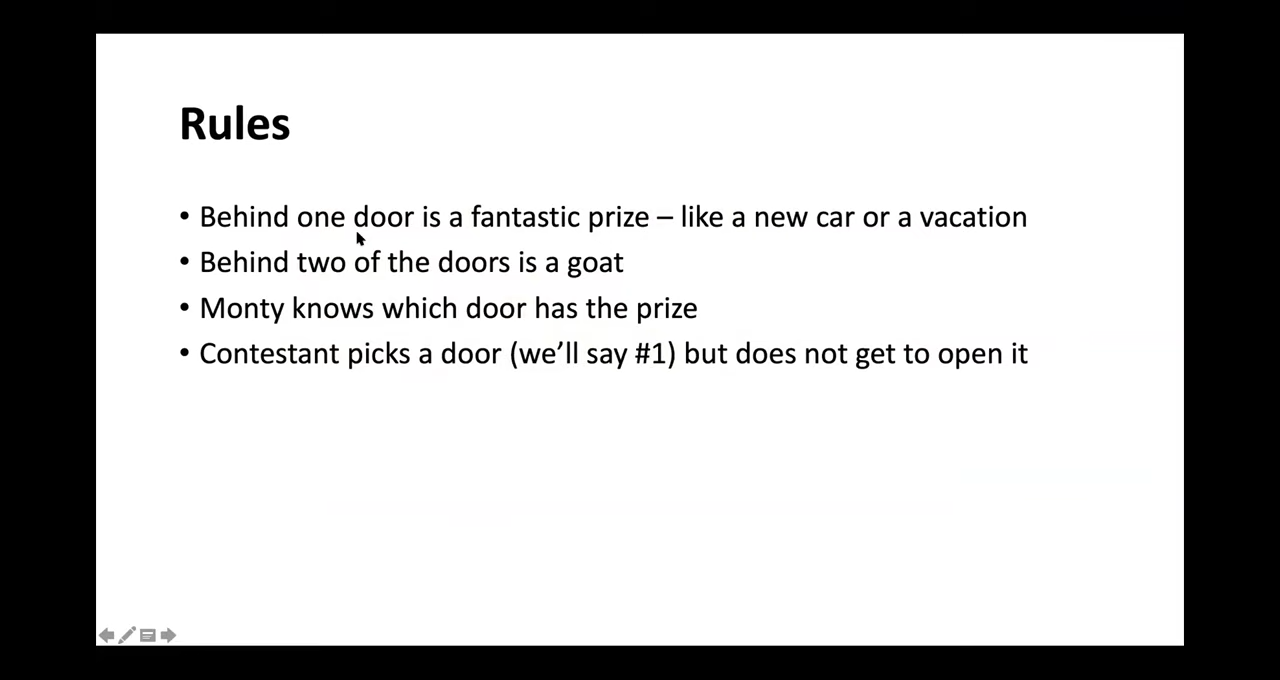 Rules
• Behind one door is a fantastic prize – like a new car or a vacation
• Behind two of the doors is a goat
• Monty knows which door has the prize
• Contestant picks a door (we’ll say #1) but does not get to open it